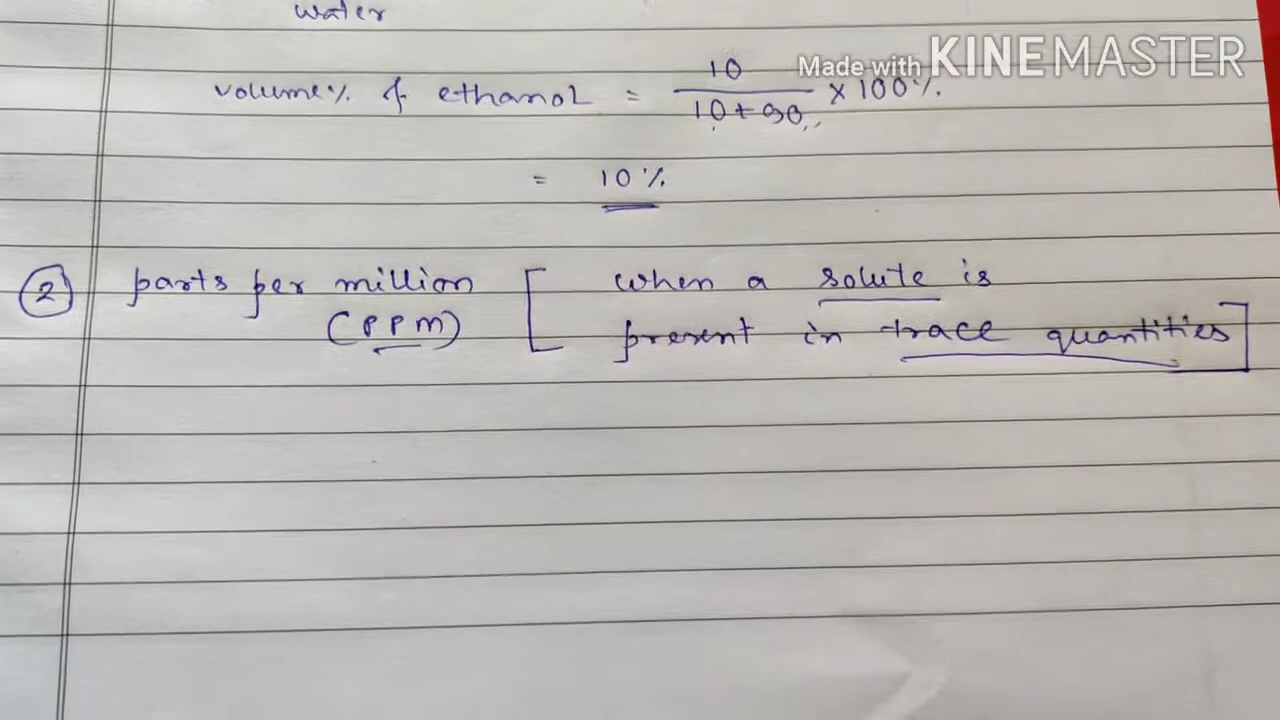 water
Made with KINEMASTER
volume% of ethanol = 10 / 10+90 × 100%.
= 10%
② parts per million [ when a solute is
(PPM) present in trace quantities]